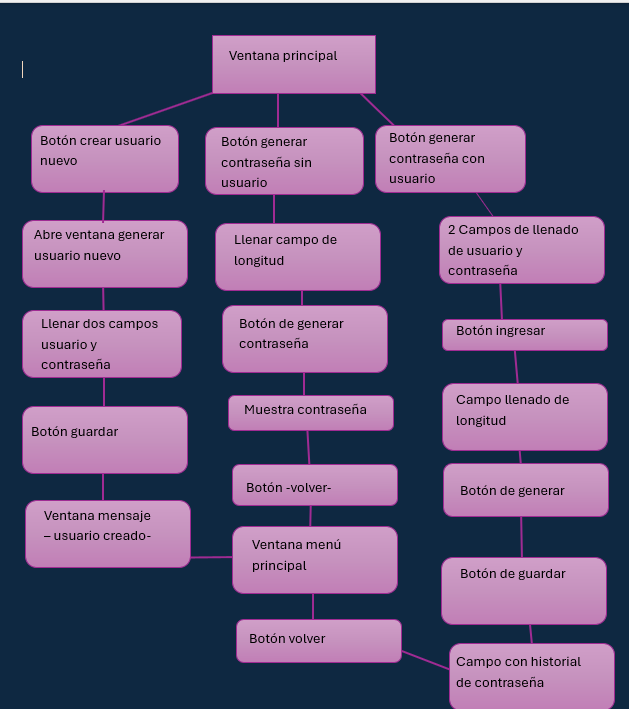 Ventana principal
Botón crear usuario
nuevo
Botón generar
contraseña sin
usuario
Botón generar
contraseña con
usuario
Abre ventana generar
usuario nuevo
Llenar campo de
longitud
2 Campos de llenado
de usuario y
contraseña
Llenar dos campos
usuario y
contraseña
Botón de generar
contraseña
Botón ingresar
Botón guardar
Muestra contraseña
Campo llenado de
longitud
Ventana mensaje
– usuario creado-
Botón -volver-
Botón de generar
Ventana menú
principal
Botón de guardar
Botón volver
Campo con historial
de contraseña